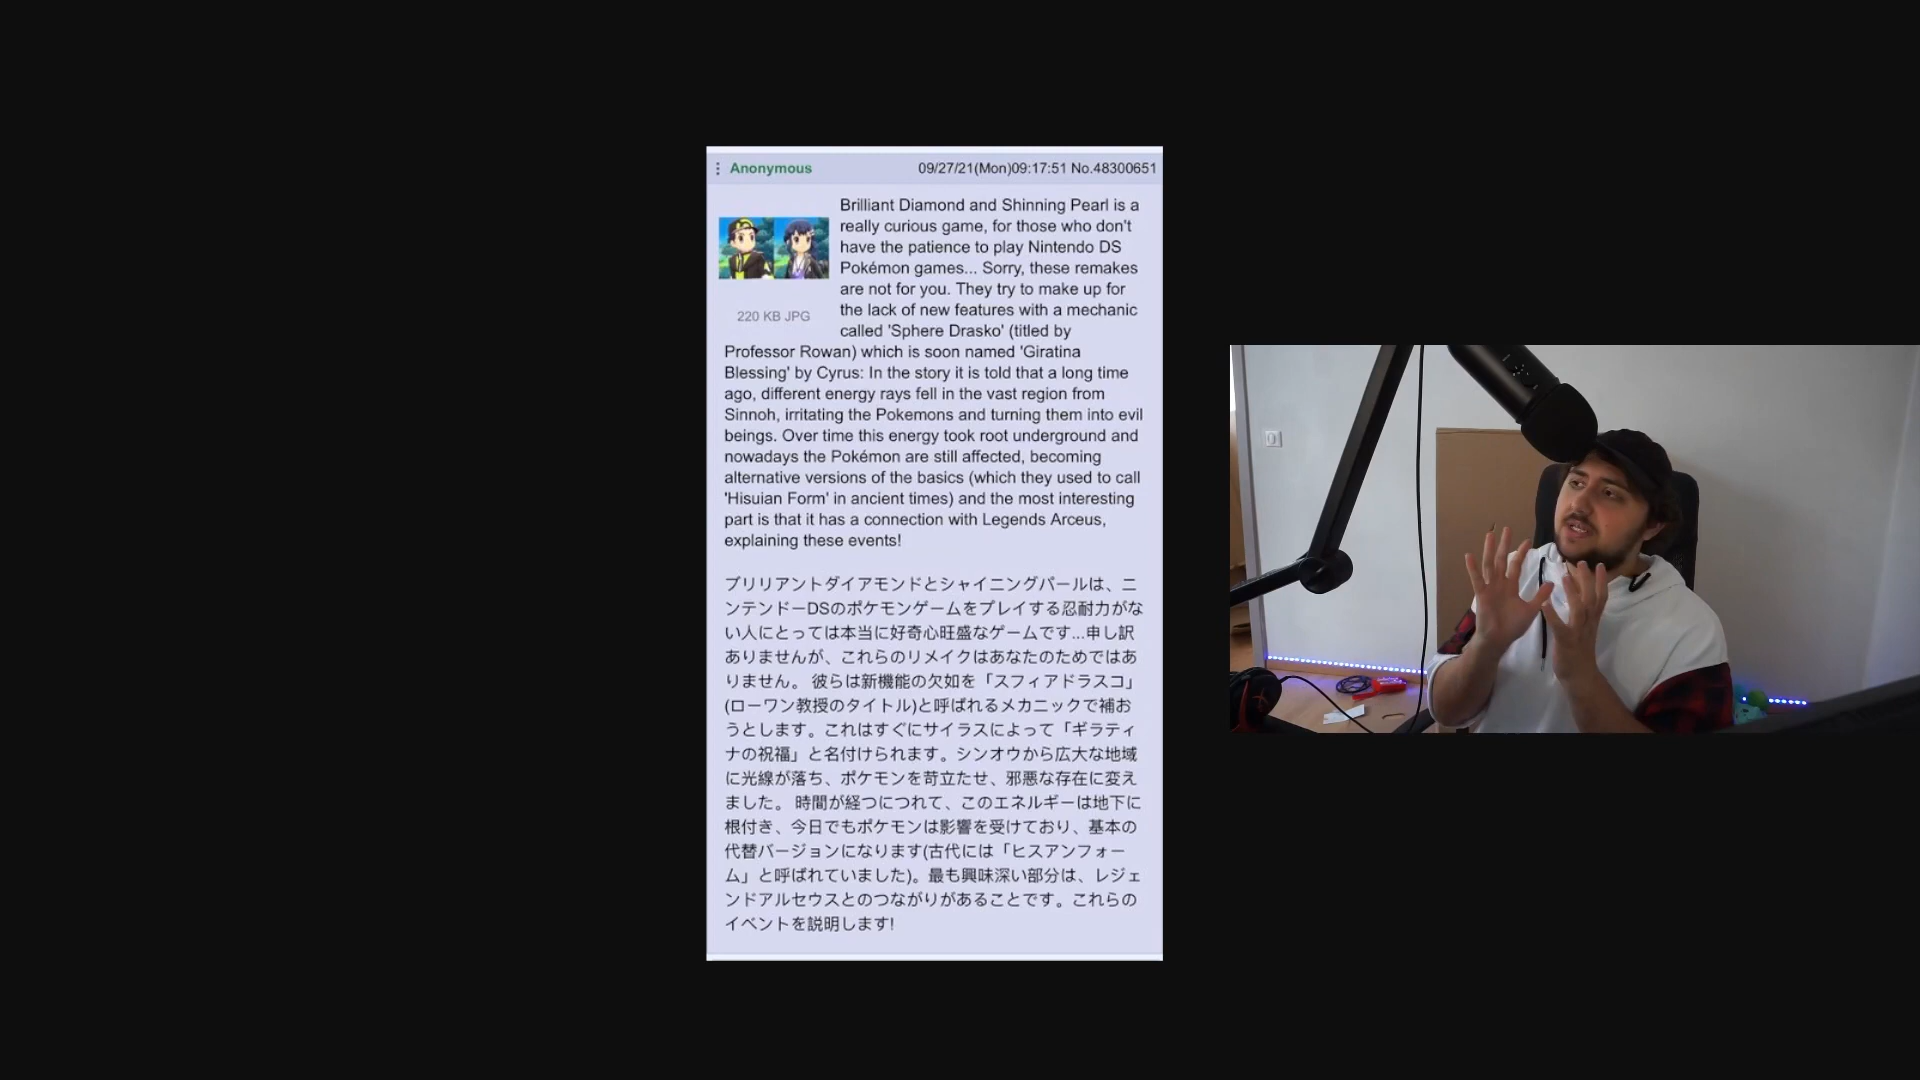 Anonymous 09/27/21(Mon)09:17:51 No.48300651
Brilliant Diamond and Shinning Pearl is a
really curious game, for those who don't
have the patience to play Nintendo DS
Pokémon games... Sorry, these remakes
are not for you. They try to make up for
220 KB JPG
the lack of new features with a mechanic
called 'Sphere Drasko' (titled by
Professor Rowan) which is soon named 'Giratina
Blessing' by Cyrus: In the story it is told that a long time
ago, different energy rays fell in the vast region from
Sinnoh, irritating the Pokemons and turning them into evil
beings. Over time this energy took root underground and
nowadays the Pokémon are still affected, becoming
alternative versions of the basics (which they used to call
'Hisuian Form' in ancient times) and the most interesting
part is that it has a connection with Legends Arceus,
explaining these events!
ブリリアントダイアモンドとシャイニングパールは、ニ
ンテンドーDSのポケモンゲームをプレイする忍耐力がな
い人にとっては本当に好奇心旺盛なゲームです...申し訳
ありませんが、これらのリメイクはあなたのためではあ
りません。 彼らは新機能の欠如を「スフィアドラスコ」
(ローワン教授のタイトル)と呼ばれるメカニックで補お
うとします。これはすぐにサイラスによって「ギラティ
ナの祝福」と名付けられます。シンオウから広大な地域
に光線が落ち、ポケモンを苛立たせ、邪悪な存在に変え
ました。 時間が経つにつれて、このエネルギーは地下に
根付き、今日でもポケモンは影響を受けており、基本の
代替バージョンになります(古代には「ヒスアンフォー
ム」と呼ばれていました)。最も興味深い部分は、レジェ
ンドアルセウスとのつながりがあることです。これらの
イベントを説明します!